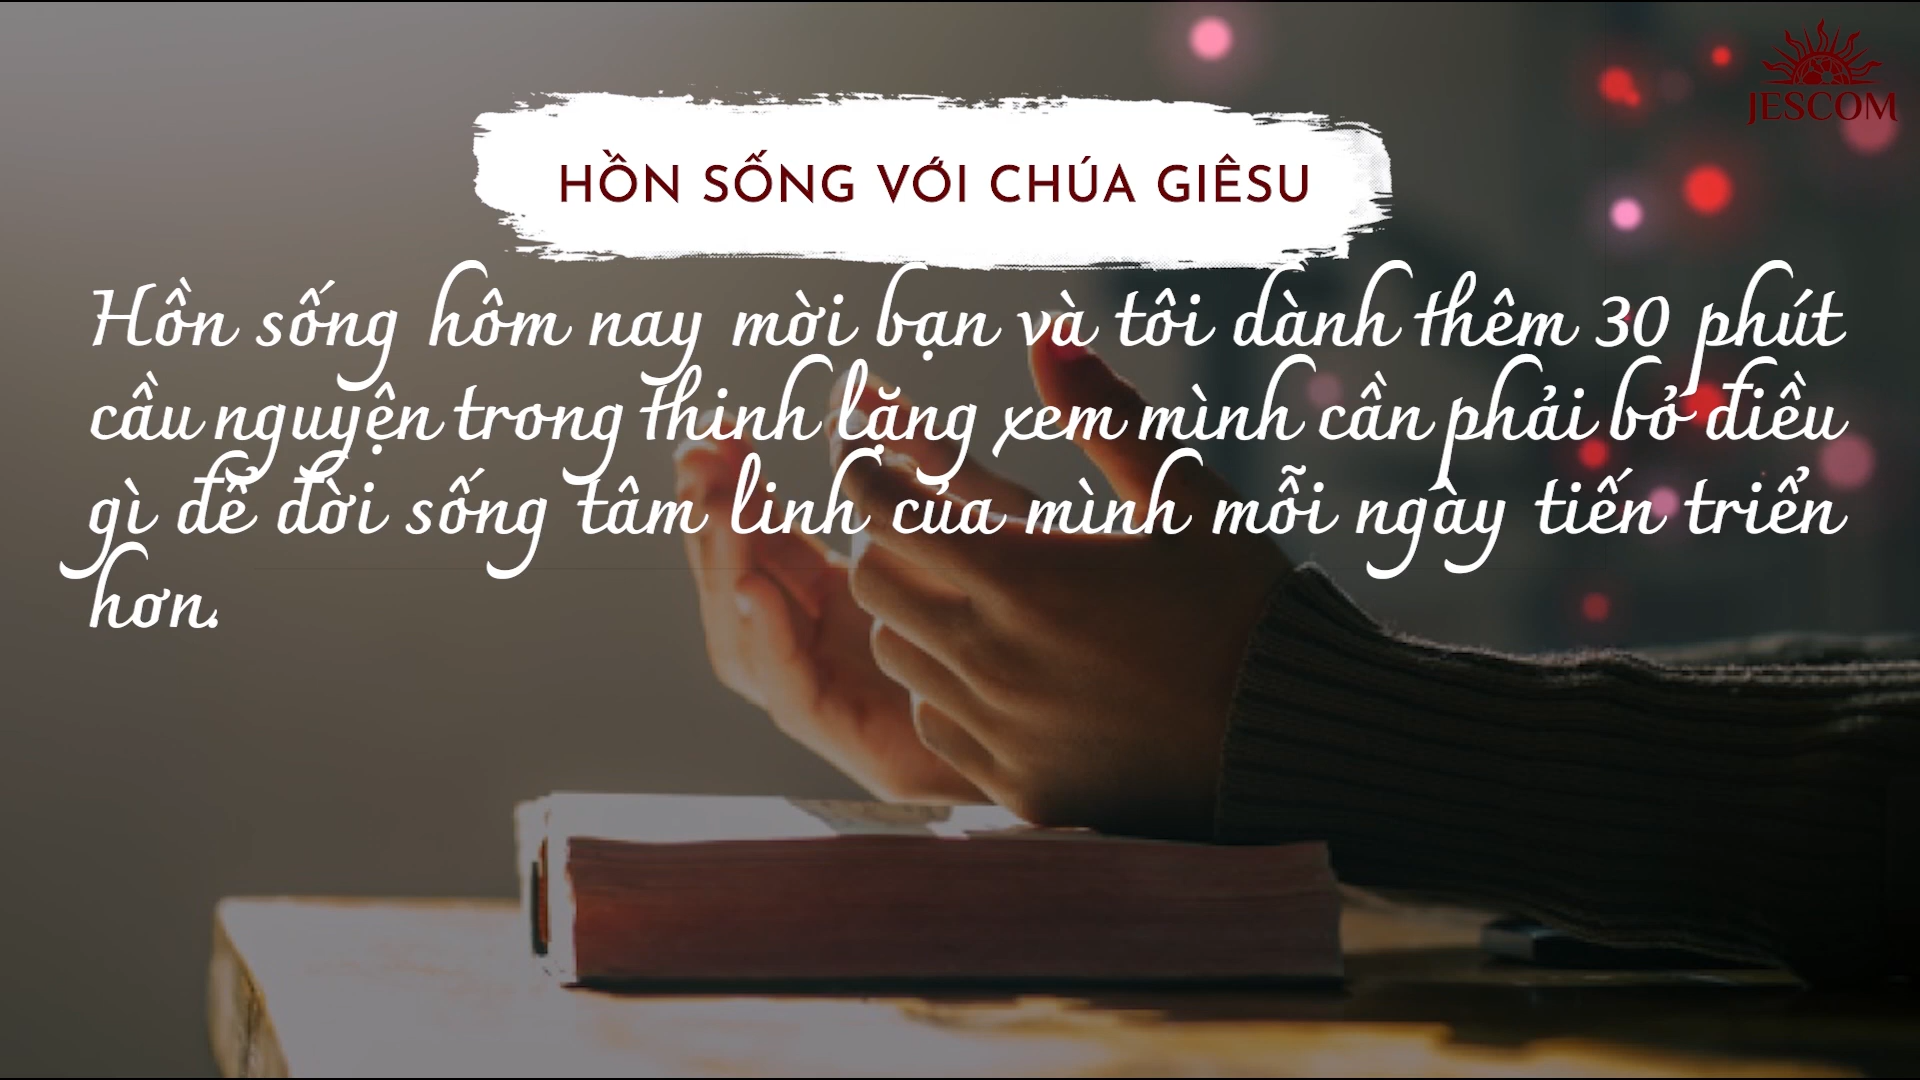 JESCOM
HỒN SỐNG VỚI CHÚA GIÊSU
Hồn sống hôm nay mời bạn và tôi dành thêm 30 phút
cầu nguyện trong thinh lặng xem mình cần phải bỏ điều
gì để đời sống tâm linh của mình mỗi ngày tiến triển
hơn.